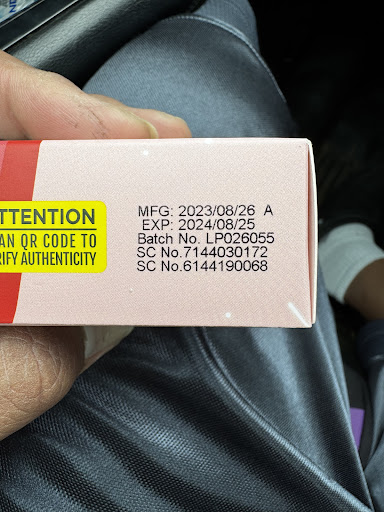 TTENTION
AN QR CODE TO
RIFY AUTHENTICITY
MFG: 2023/08/26 A
EXP: 2024/08/25
Batch No. LP026055
SC No.7144030172
SC No.6144190068